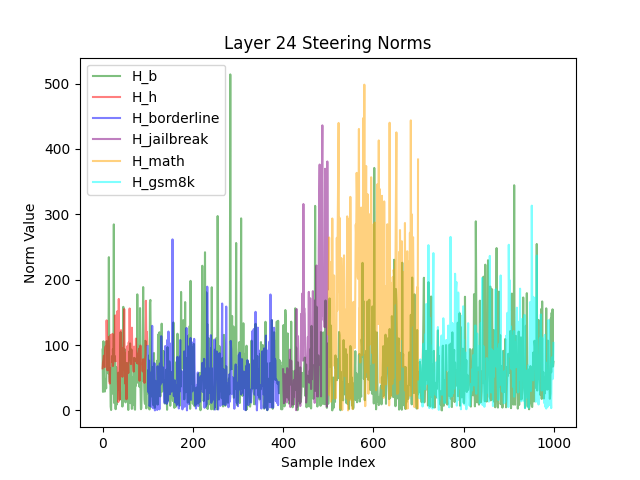 Layer 24 Steering Norms
H_b
H_h
H_borderline
H_jailbreak
H_math
H_gsm8k
Norm Value
500
400
300
200
100
0
0 200 400 600 800 1000
Sample Index